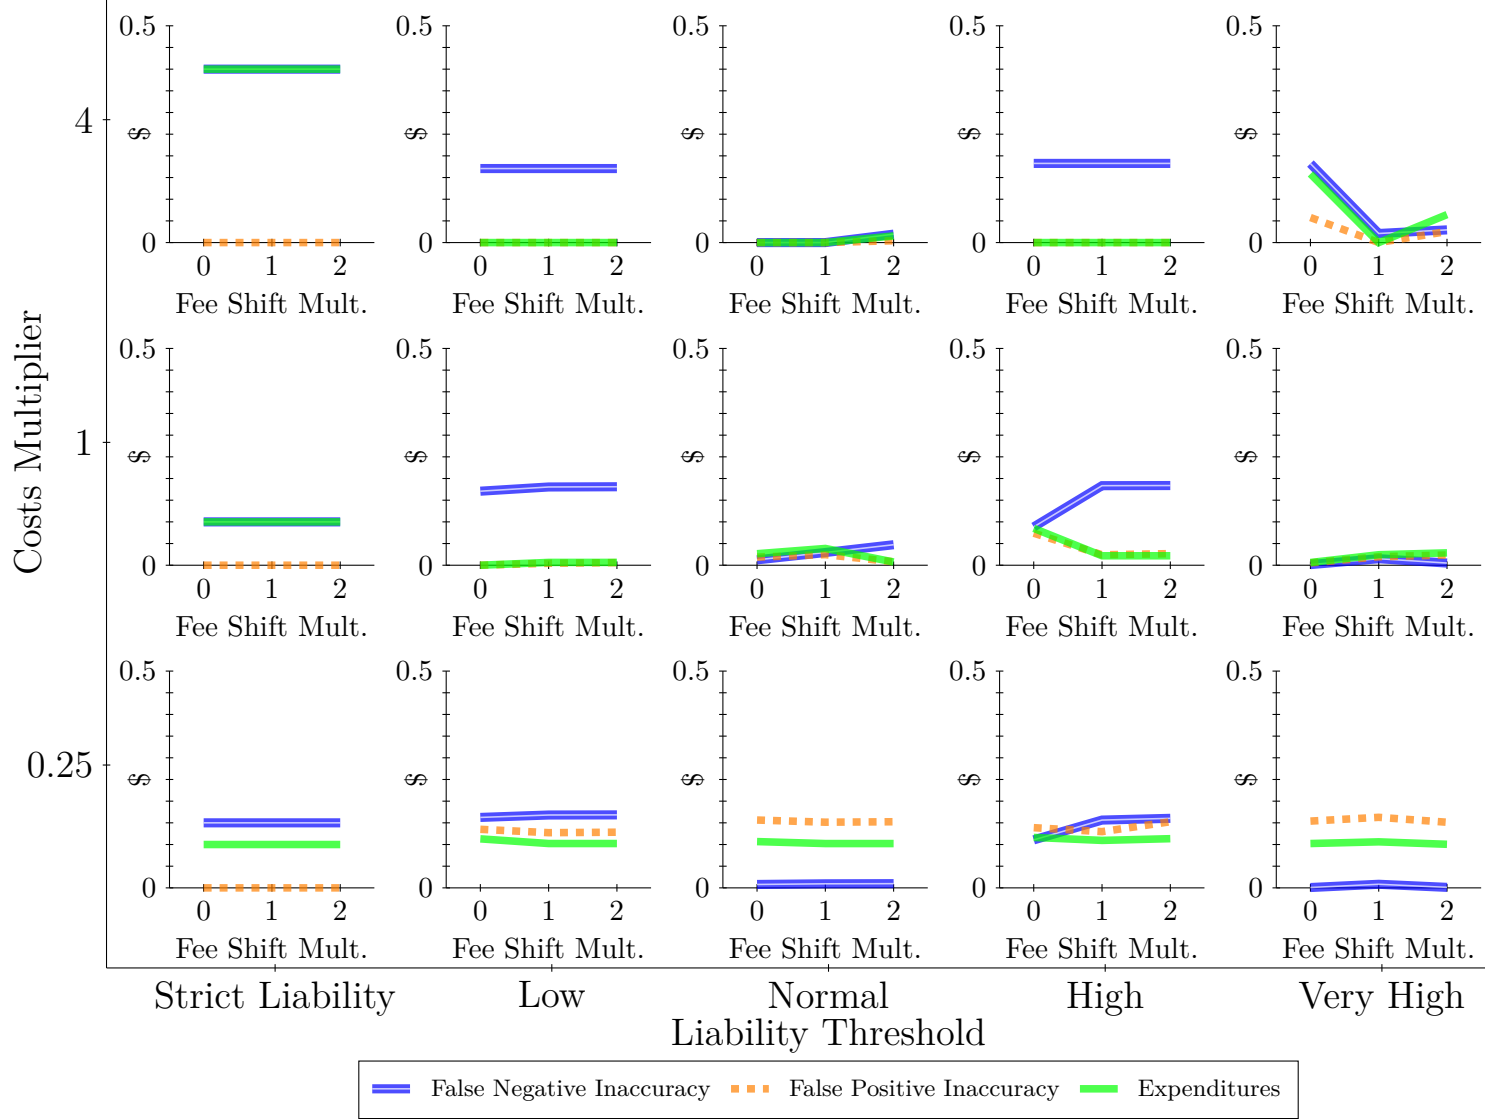 0.5 0.5 0.5 0.5 0.5
4 $ $ $ $ $
0 0 0 0 0
0 1 2 0 1 2 0 1 2 0 1 2 0 1 2
Fee Shift Mult. Fee Shift Mult. Fee Shift Mult. Fee Shift Mult. Fee Shift Mult.
Costs Multiplier
0.5 0.5 0.5 0.5 0.5
1 $ $ $ $ $
0 0 0 0 0
0 1 2 0 1 2 0 1 2 0 1 2 0 1 2
Fee Shift Mult. Fee Shift Mult. Fee Shift Mult. Fee Shift Mult. Fee Shift Mult.
0.5 0.5 0.5 0.5 0.5
0.25 $ $ $ $ $
0 0 0 0 0
0 1 2 0 1 2 0 1 2 0 1 2 0 1 2
Fee Shift Mult. Fee Shift Mult. Fee Shift Mult. Fee Shift Mult. Fee Shift Mult.
Strict Liability Low Normal High Very High
Liability Threshold
False Negative Inaccuracy False Positive Inaccuracy Expenditures